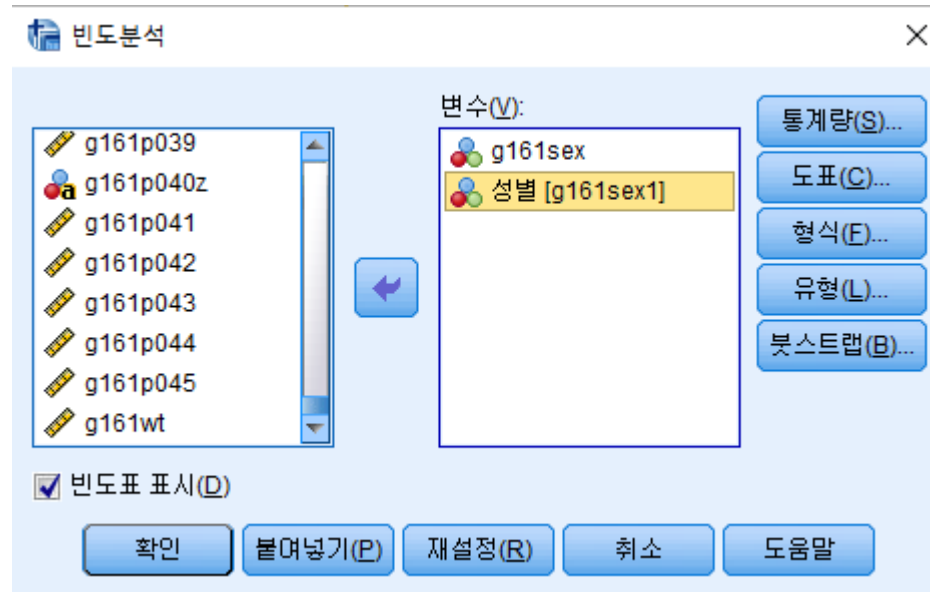 빈도분석
변수(V):
g161p039
g161p040z
g161p041
g161p042
g161p043
g161p044
g161p045
g161wt
g161sex
성별 [g161sex1]
통계량(S)...
도표(C)...
형식(F)...
유형(L)...
붓스트랩(B)...
빈도표 표시(D)
확인
붙여넣기(P)
재설정(R)
취소
도움말